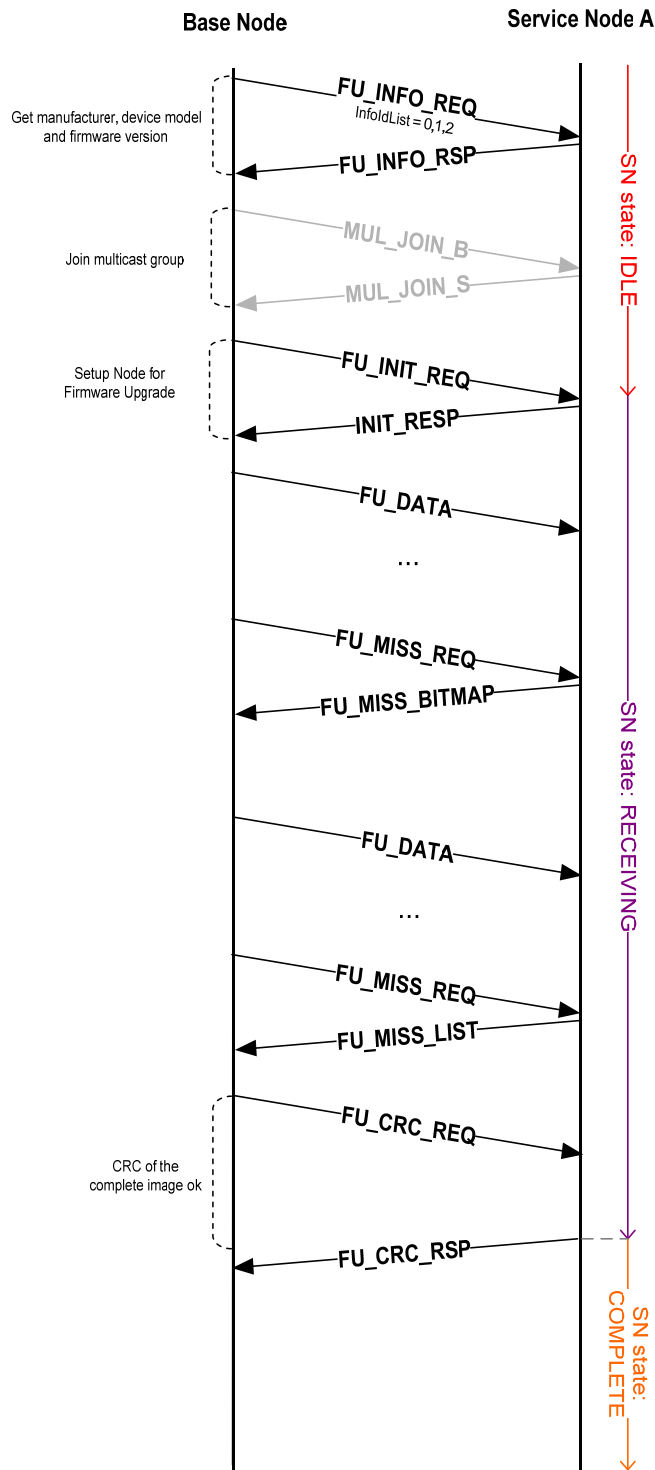 Base Node
Service Node A
FU_INFO_REQ
InfoIdList = 0,1,2
Get manufacturer, device model
and firmware version
FU_INFO_RSP
SN state: IDLE
MUL_JOIN_B
Join multicast group
MUL_JOIN_S
FU_INIT_REQ
Setup Node for
Firmware Upgrade
INIT_RESP
FU_DATA
...
FU_MISS_REQ
FU_MISS_BITMAP
SN state: RECEIVING
FU_DATA
...
FU_MISS_REQ
FU_MISS_LIST
FU_CRC_REQ
CRC of the
complete image ok
FU_CRC_RSP
SN state:
COMPLETE